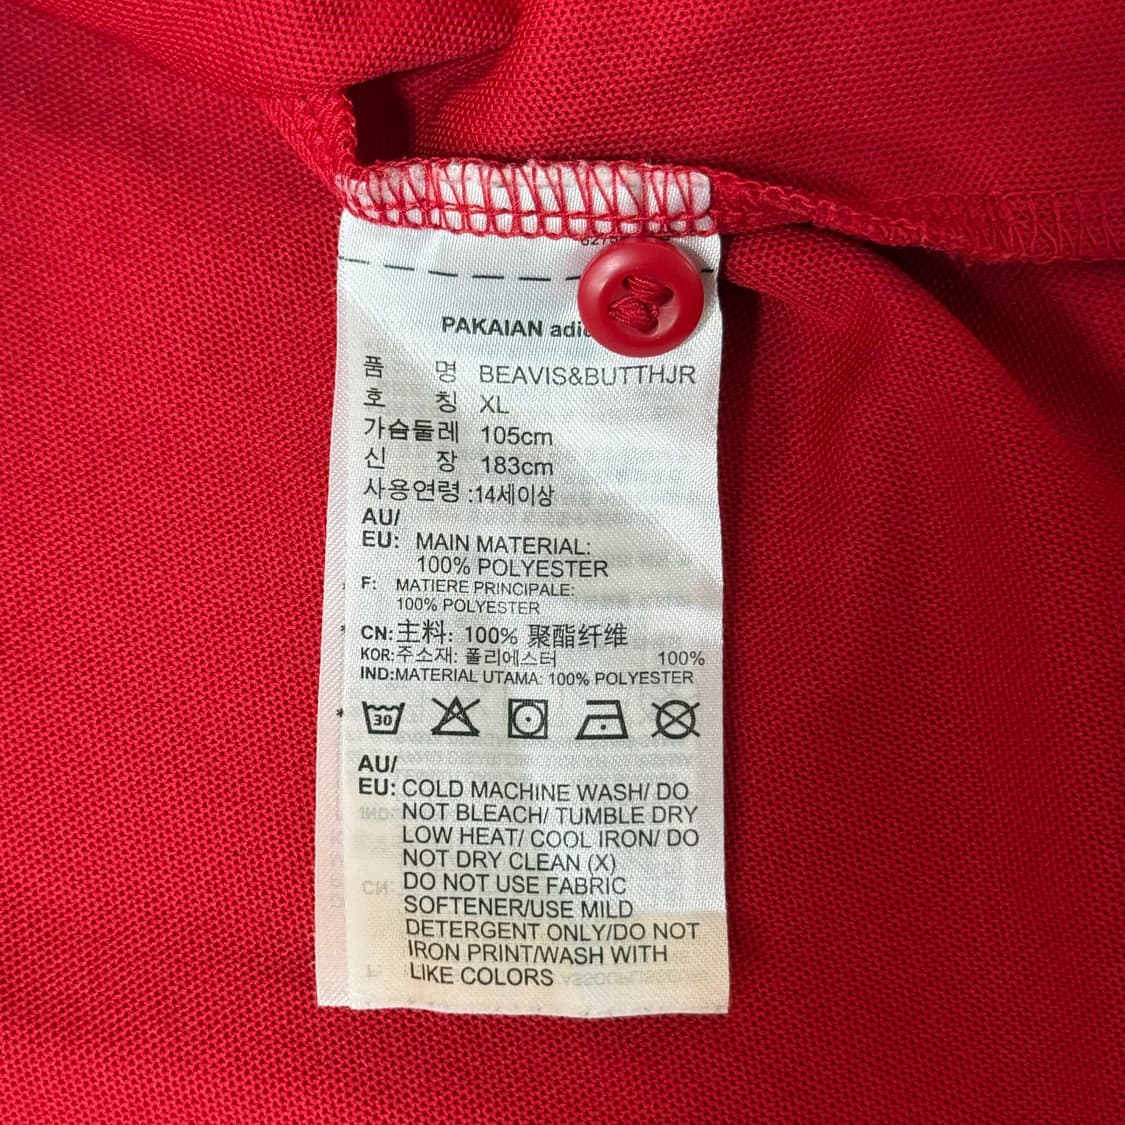 PAKAIAN
품 명 BEAVIS&BUTTHJR
호 칭 XL
가슴둘레 105cm
신 장 183cm
사용연령 :14세이상
AU/
EU: MAIN MATERIAL:
100% POLYESTER
F: MATIERE PRINCIPALE:
100% POLYESTER
CN:主料: 100% 聚酯纤维
KOR:주소재: 폴리에스터 100%
IND:MATERIAL UTAMA: 100% POLYESTER
30
AU/
EU: COLD MACHINE WASH/ DO
NOT BLEACH/ TUMBLE DRY
LOW HEAT/ COOL IRON/ DO
NOT DRY CLEAN (X)
DO NOT USE FABRIC
SOFTENER/USE MILD
DETERGENT ONLY/DO NOT
IRON PRINT/WASH WITH
LIKE COLORS